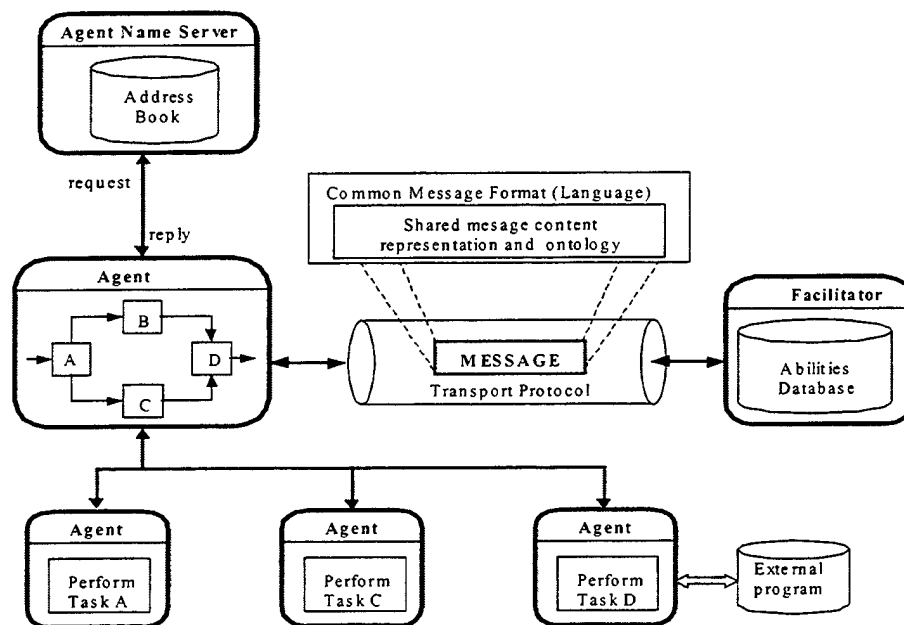 Agent Name Server
Address
Book
request
reply
Common Message Format (Language)
Shared mesage content
representation and ontology
Agent
A
B
C
D
MESSAGE
Transport Protocol
Facilitator
Abilities
Database
Agent
Perform
Task A
Agent
Perform
Task C
Agent
Perform
Task D
External
program